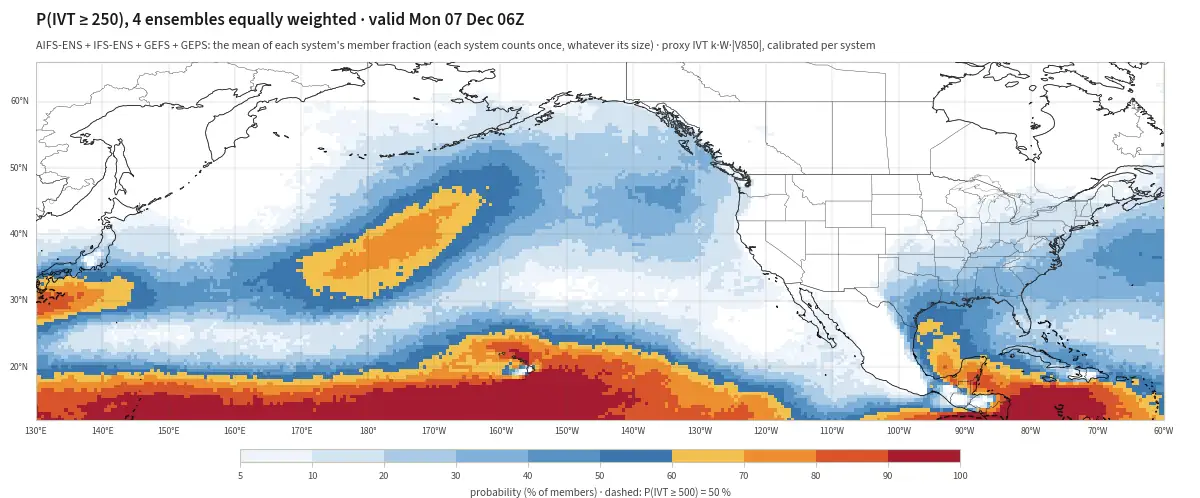 P(IVT ≥ 250), 4 ensembles equally weighted · valid Mon 07 Dec 06Z
AIFS-ENS + IFS-ENS + GEFS + GEPS: the mean of each system's member fraction (each system counts once, whatever its size) · proxy IVT k·W·|V850|, calibrated per system
60°N
50°N
40°N
30°N
20°N
130°E 140°E 150°E 160°E 180° 170°W 160°W 150°W 140°W 130°W 120°W 110°W 100°W 90°W 80°W 70°W 60°W
5 10 20 30 40 50 60 70 80 90 100
probability (% of members) · dashed: P(IVT ≥ 500) = 50 %